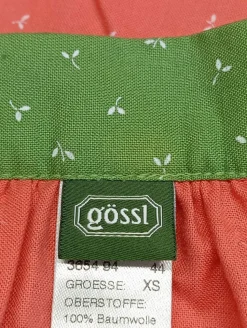 gössl
3654 94 44
GROESSE: XS
OBERSTOFFE:
100% Baumwolle